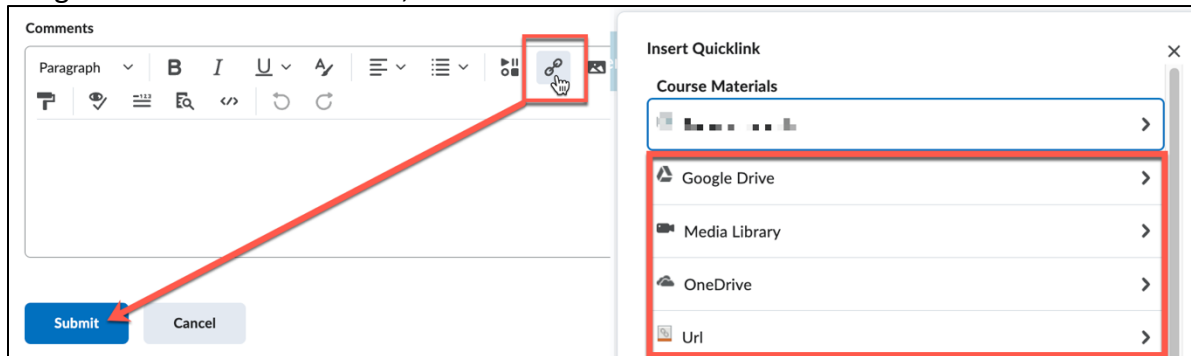 Comments
Paragraph B I U
Submit Cancel
Insert Quicklink
Course Materials
Google Drive
Media Library
OneDrive
Url